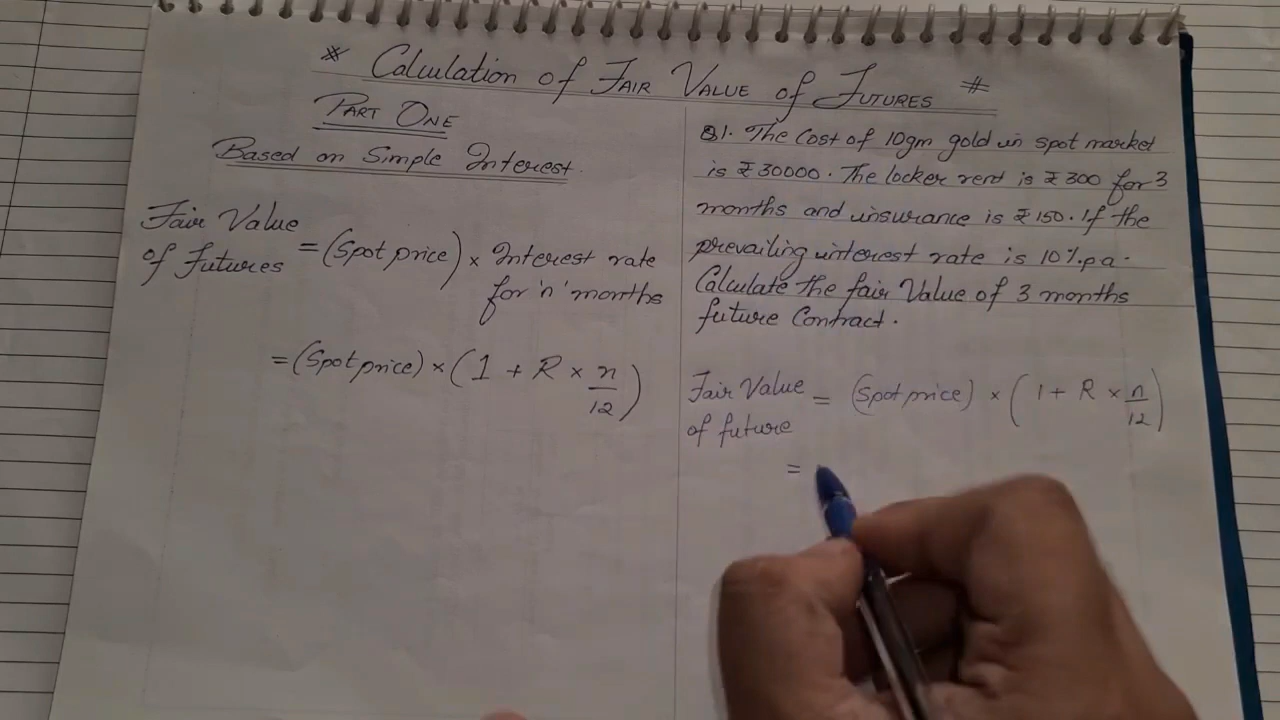 * Calculation of FAIR VALUE of FUTURES #
PART ONE
Based on Simple Interest.
Fair Value
of Futures = (Spot price) × Interest rate
for 'n' months
= (Spot price) × (1 + R × n/12)
Q1. The Cost of 10gm gold in spot market
is ₹30000. The locker rent is ₹300 for 3
months and insurance is ₹150. If the
prevailing interest rate is 10% p.a.
Calculate the fair Value of 3 months
future Contract.
Fair Value
of future = (Spot price) × (1 + R × n/12)
=